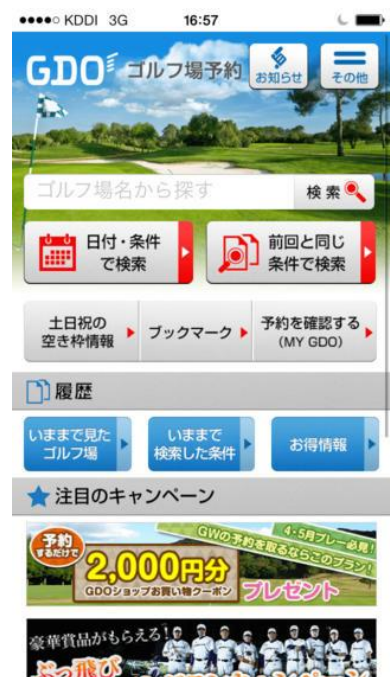 KDDI 3G 16:57
GDO ゴルフ場予約
お知らせ
その他
ゴルフ場名から探す
検索
日付・条件
で検索
前回と同じ
条件で検索
土日祝の
空き枠情報
ブックマーク
予約を確認する
(MY GDO)
履歴
いままで見た
ゴルフ場
いままで
検索した条件
お得情報
注目のキャンペーン
予約
するだけで
GWの予約を取るならこのプラン!
4・5月プレー必見!
2,000円分
GDOショップお買い物クーポン
プレゼント
豪華賞品がもらえる!
ぶっ飛び